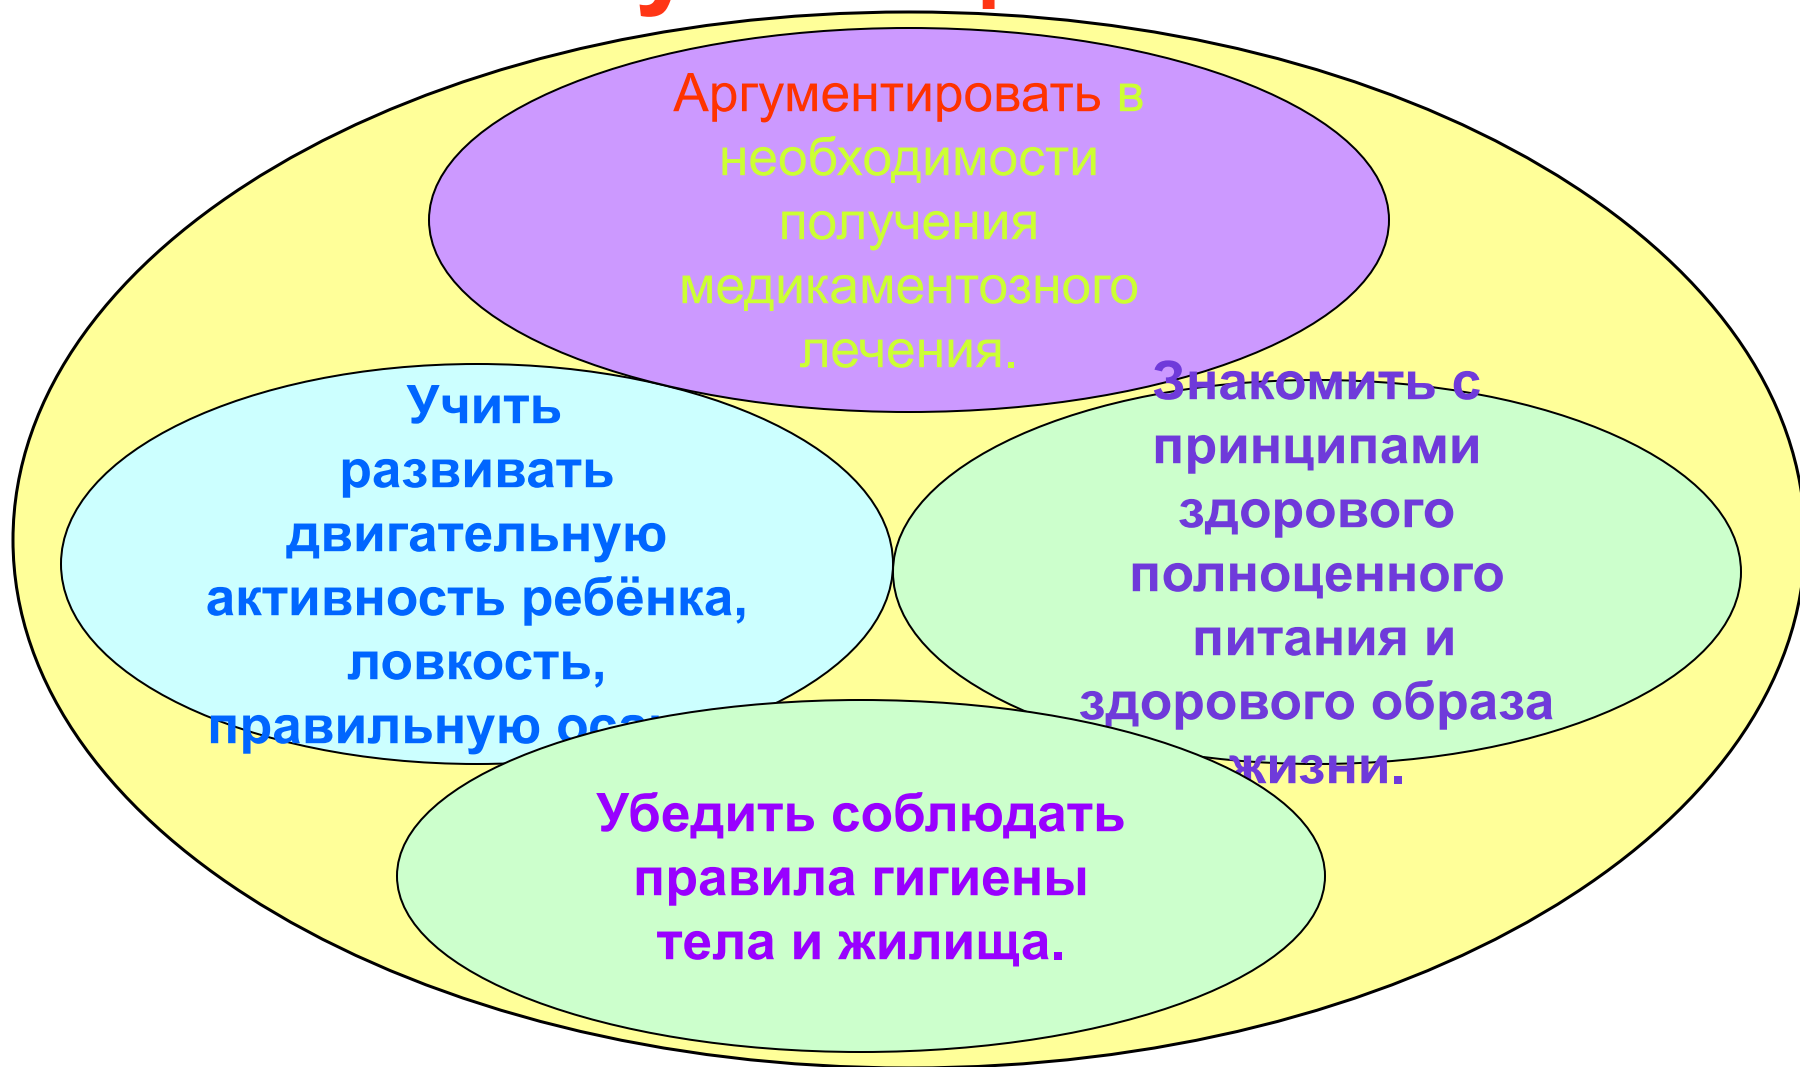 Аргументировать в
необходимости
получения
медикаментозного
лечения.
Учить
развивать
двигательную
активность ребёнка,
ловкость,
правильную
Знакомить с
принципами
здорового
полноценного
питания и
здорового образа
жизни.
Убедить соблюдать
правила гигиены
тела и жилища.